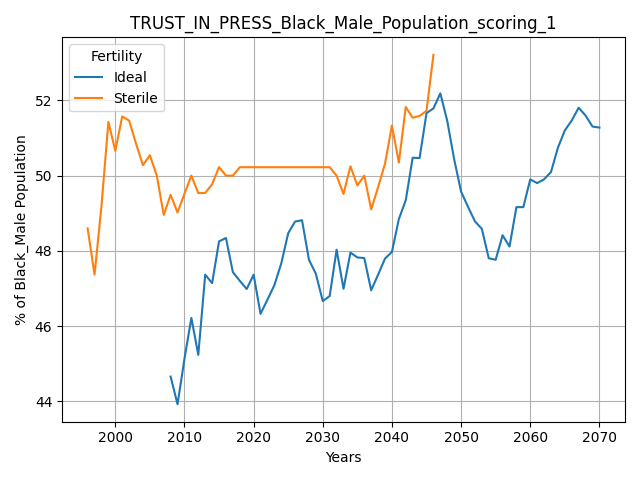 TRUST_IN_PRESS_Black_Male_Population_scoring_1
Fertility
Ideal
Sterile
% of Black_Male Population
52
50
48
46
44
2000 2010 2020 2030 2040 2050 2060 2070
Years